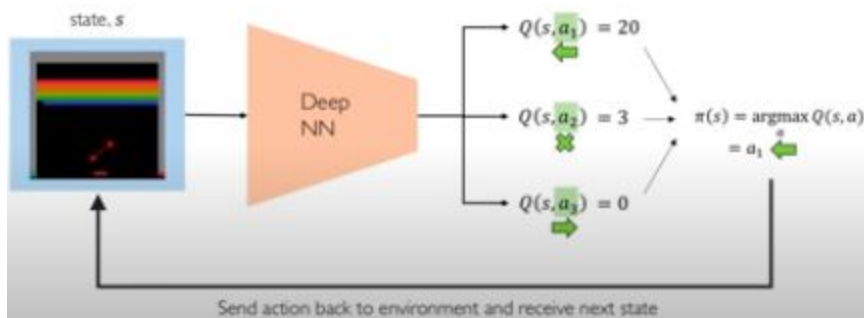 state, s
Deep
NN
Q(s, a₁) = 20
Q(s, a₂) = 3
Q(s, a₃) = 0
π(s) = argmax Q(s, a)
a
= a₁
Send action back to environment and receive next state